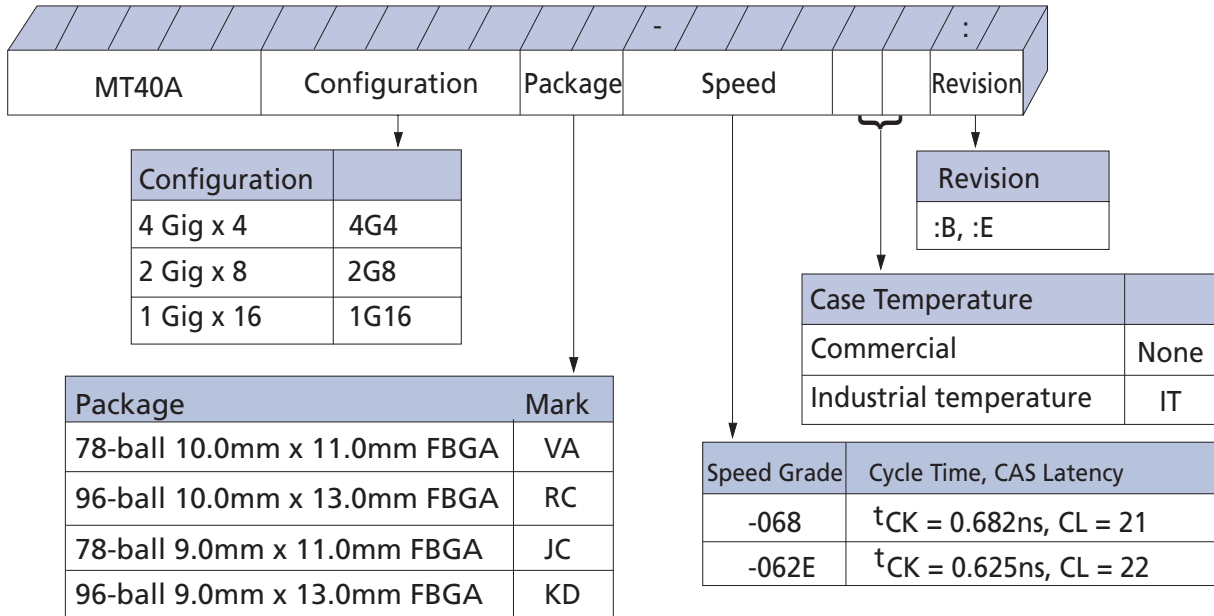 - :
MT40A Configuration Package Speed Revision
Configuration
4 Gig x 4 4G4
2 Gig x 8 2G8
1 Gig x 16 1G16
Revision
:B, :E
Case Temperature
Commercial None
Industrial temperature IT
Package Mark
78-ball 10.0mm x 11.0mm FBGA VA
96-ball 10.0mm x 13.0mm FBGA RC
78-ball 9.0mm x 11.0mm FBGA JC
96-ball 9.0mm x 13.0mm FBGA KD
Speed Grade Cycle Time, CAS Latency
-068 tCK = 0.682ns, CL = 21
-062E tCK = 0.625ns, CL = 22